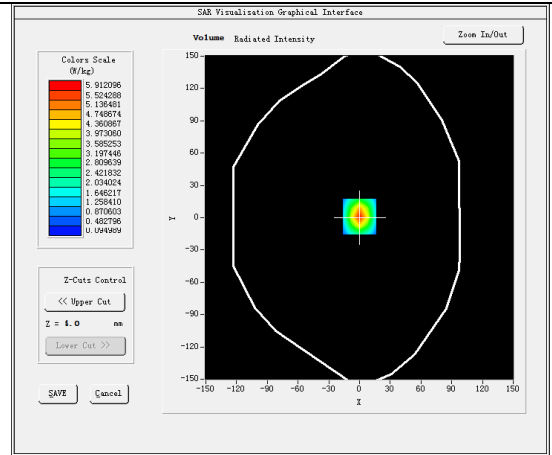 SAR Visualisation Graphical Interface
Volume Radiated Intensity
Zoom In/Out
Colors Scale
(W/kg)
5.912096
5.524288
5.136481
4.748674
4.360867
3.973060
3.585253
3.197446
2.809639
2.421832
2.034024
1.646217
1.258410
0.870603
0.482796
0.094989
Z-Cuts Control
<< Upper Cut
Z = 4.0 mm
Lower Cut >>
SAVE Cancel
150
120
90
60
30
0
-30
-60
-90
-120
-150
Y
-150 -120 -90 -60 -30 0 30 60 90 120 150
X